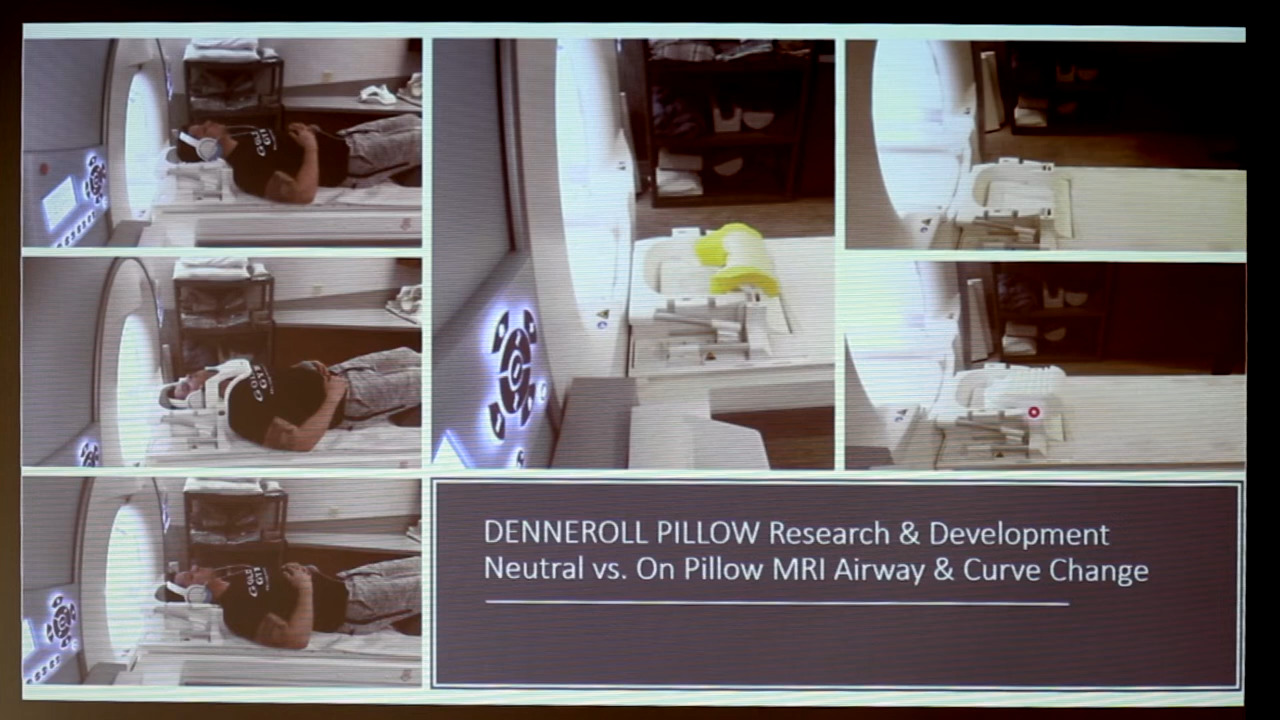 DENNEROLL PILLOW Research & Development
Neutral vs. On Pillow MRI Airway & Curve Change